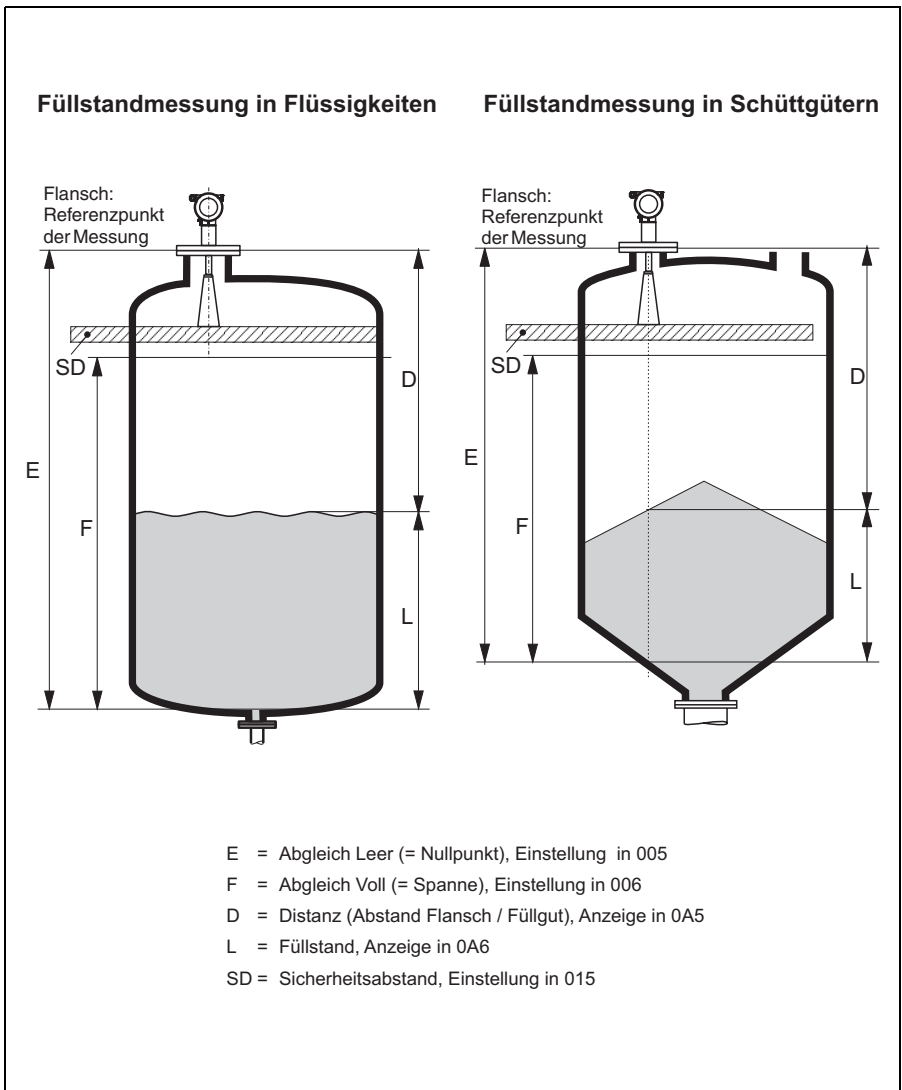 Füllstandmessung in Flüssigkeiten
Füllstandmessung in Schüttgütern
Flansch:
Referenzpunkt
der Messung
SD
D
E
F
L
Flansch:
Referenzpunkt
der Messung
SD
D
E
F
L
E = Abgleich Leer (= Nullpunkt), Einstellung in 005
F = Abgleich Voll (= Spanne), Einstellung in 006
D = Distanz (Abstand Flansch / Füllgut), Anzeige in 0A5
L = Füllstand, Anzeige in 0A6
SD = Sicherheitsabstand, Einstellung in 015